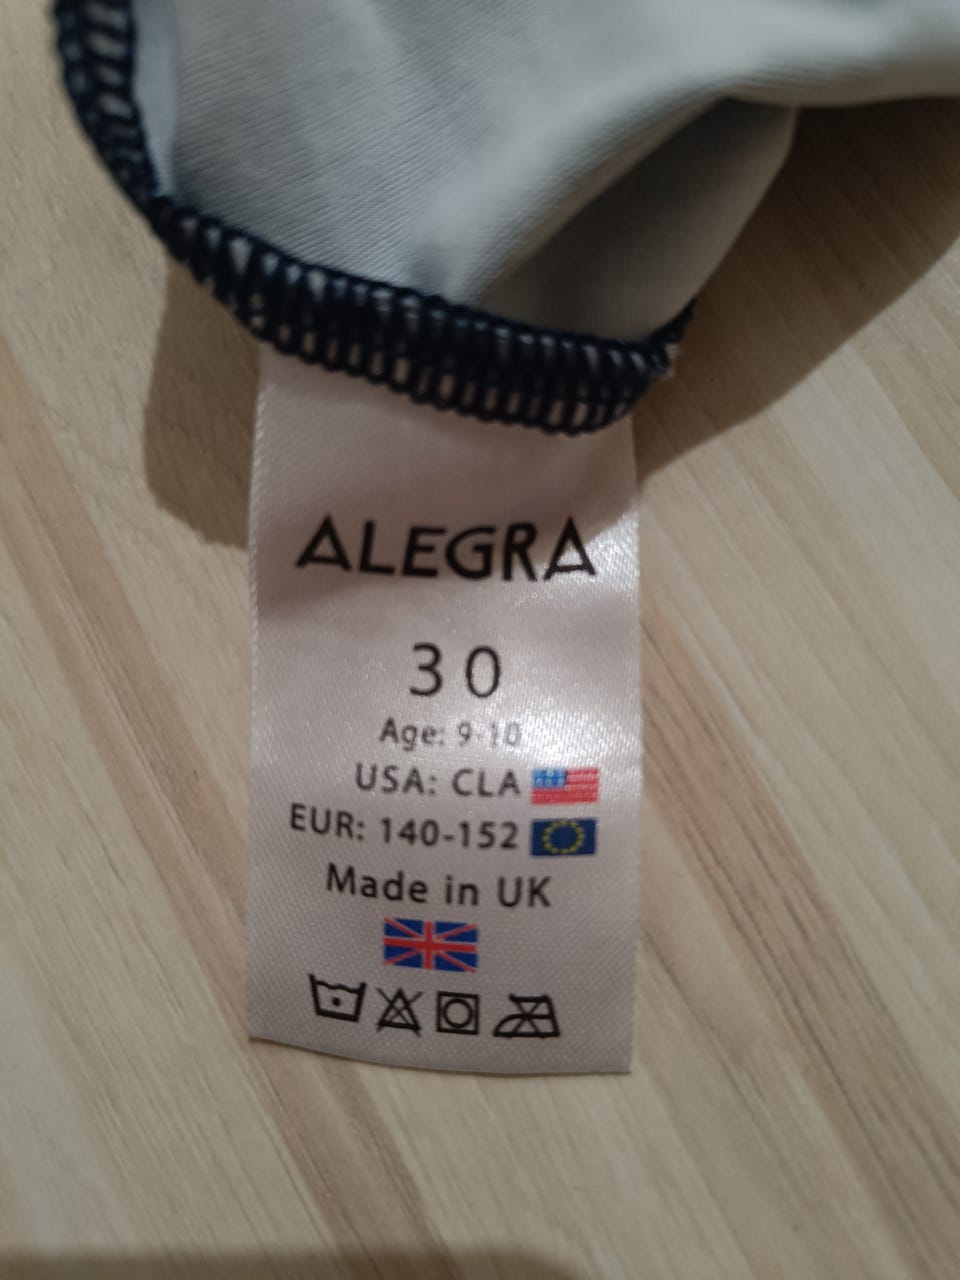 ALEGRA
30
Age: 9-10
USA: CLA
EUR: 140-152
Made in UK